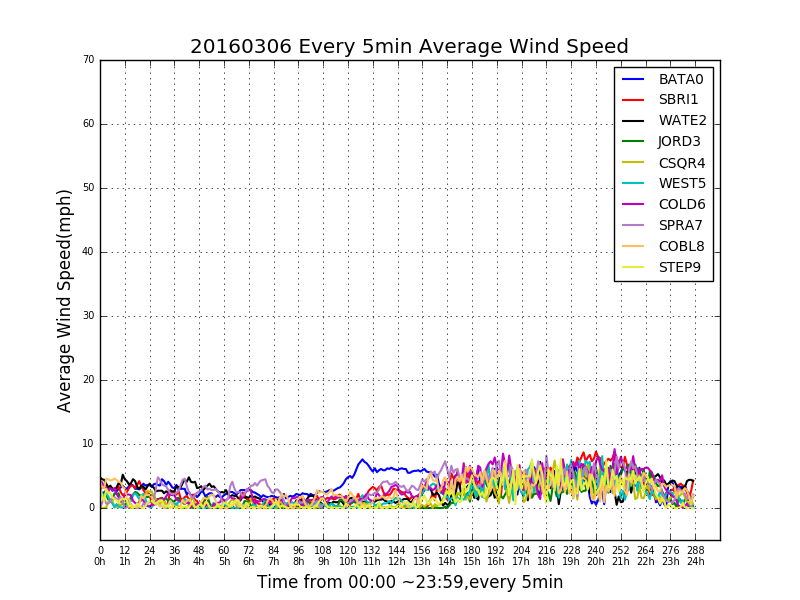 20160306 Every 5min Average Wind Speed
70
60
50
40
30
20
10
0
Average Wind Speed(mph)
BATA0
SBRI1
WATE2
JORD3
CSQR4
WEST5
COLD6
SPRA7
COBL8
STEP9
0 12 24 36 48 60 72 84 96 108 120 132 144 156 168 180 192 204 216 228 240 252 264 276 288
0h 1h 2h 3h 4h 5h 6h 7h 8h 9h 10h 11h 12h 13h 14h 15h 16h 17h 18h 19h 20h 21h 22h 23h 24h
Time from 00:00 ~23:59,every 5min